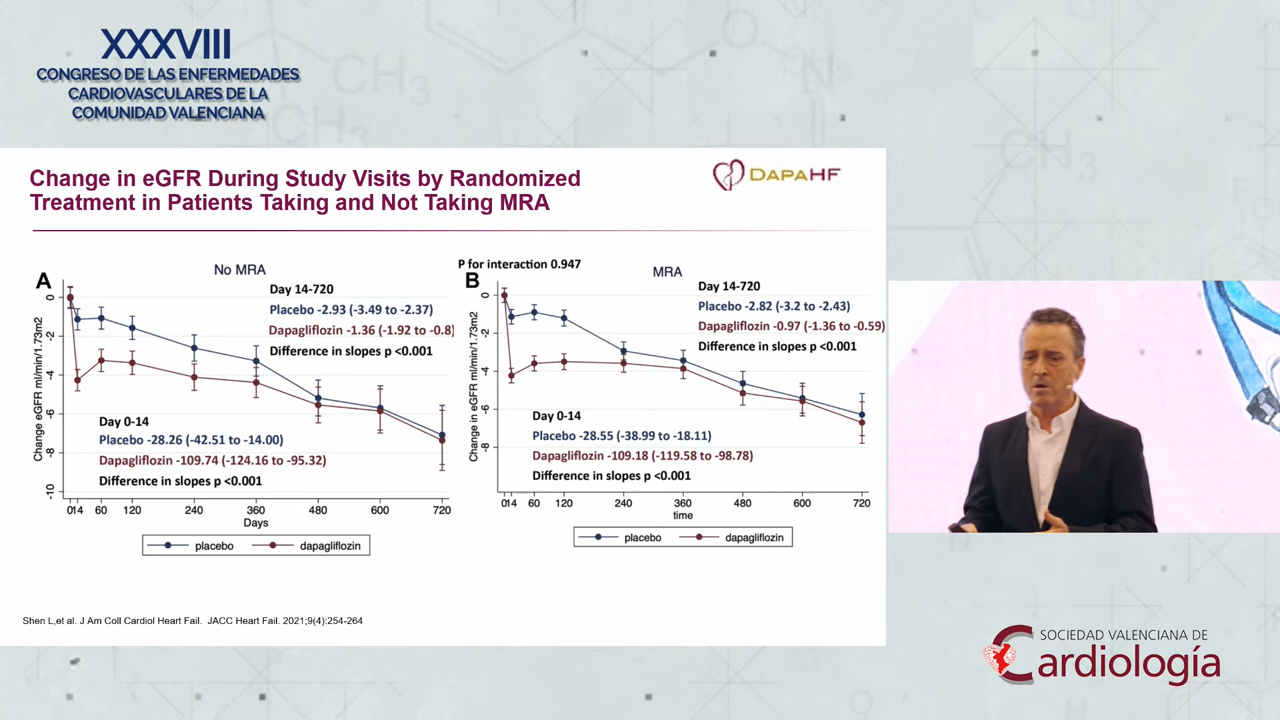 XXXVIII
CONGRESO DE LAS ENFERMEDADES
CARDIOVASCULARES DE LA
COMUNIDAD VALENCIANA
CH3
CH3
CH3
O
N
Change in eGFR During Study Visits by Randomized
Treatment in Patients Taking and Not Taking MRA
DAPAHF
A
No MRA
Day 14-720
Placebo -2.93 (-3.49 to -2.37)
Dapagliflozin -1.36 (-1.92 to -0.8)
Difference in slopes p <0.001
Change eGFR ml/min/1.73m2
0
-2
-4
-6
-8
-10
Day 0-14
Placebo -28.26 (-42.51 to -14.00)
Dapagliflozin -109.74 (-124.16 to -95.32)
Difference in slopes p <0.001
014 60 120 240 360 480 600 720
Days
placebo dapagliflozin
P for interaction 0.947
B
MRA
Day 14-720
Placebo -2.82 (-3.2 to -2.43)
Dapagliflozin -0.97 (-1.36 to -0.59)
Difference in slopes p <0.001
Change in eGFR ml/min/1.73m2
0
-2
-4
-6
-8
Day 0-14
Placebo -28.55 (-38.99 to -18.11)
Dapagliflozin -109.18 (-119.58 to -98.78)
Difference in slopes p <0.001
014 60 120 240 360 480 600 720
time
placebo dapagliflozin
Shen L,et al. J Am Coll Cardiol Heart Fail. JACC Heart Fail. 2021;9(4):254-264
SOCIEDAD VALENCIANA DE
Cardiología